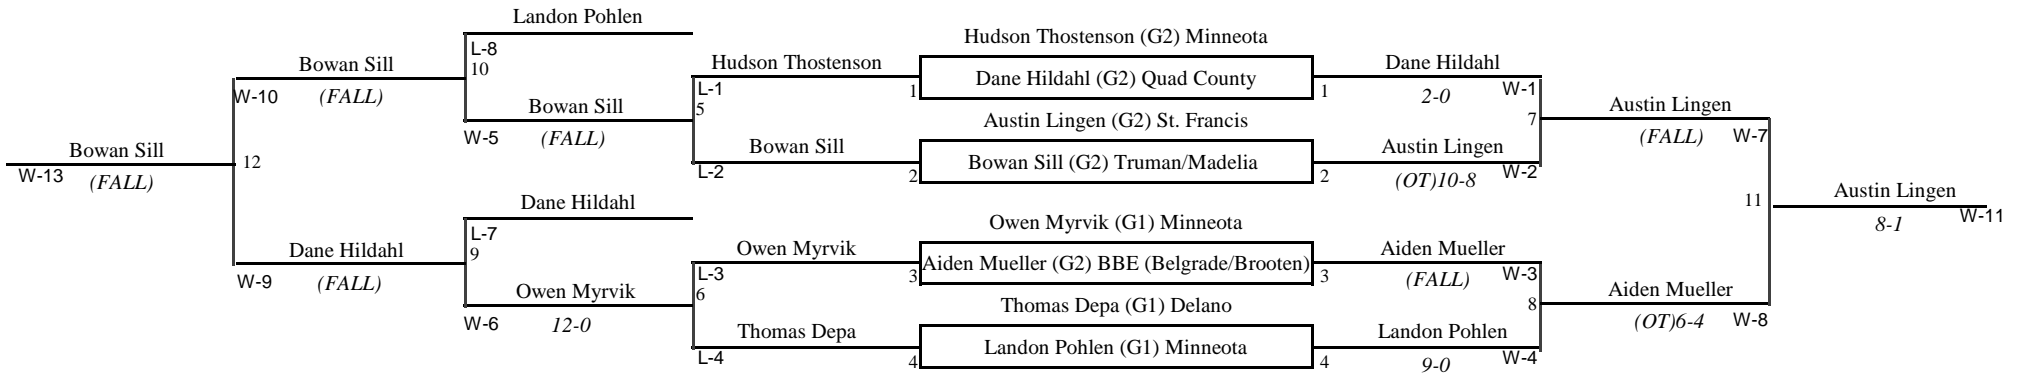 Landon Pohlen
L-8
10
Bowan Sill
W-10
(FALL)
Bowan Sill
W-5
(FALL)
Hudson Thostenson
L-1
5
1
Bowan Sill
L-2
2
Bowan Sill
W-13
(FALL)
12
Dane Hildahl
L-7
9
Dane Hildahl
W-9
(FALL)
Owen Myrvik
W-6
12-0
Owen Myrvik
L-3
6
3
Thomas Depa
L-4
4
Hudson Thostenson (G2) Minneota
Dane Hildahl (G2) Quad County
Austin Lingen (G2) St. Francis
Bowan Sill (G2) Truman/Madelia
Owen Myrvik (G1) Minneota
Aiden Mueller (G2) BBE (Belgrade/Brooten)
Thomas Depa (G1) Delano
Landon Pohlen (G1) Minneota
Dane Hildahl
1
2-0
W-1
7
Austin Lingen
2
(OT)10-8
W-2
Austin Lingen
(FALL)
W-7
11
Austin Lingen
8-1
W-11
Aiden Mueller
3
(FALL)
W-3
8
Aiden Mueller
(OT)6-4
W-8
Landon Pohlen
4
9-0
W-4